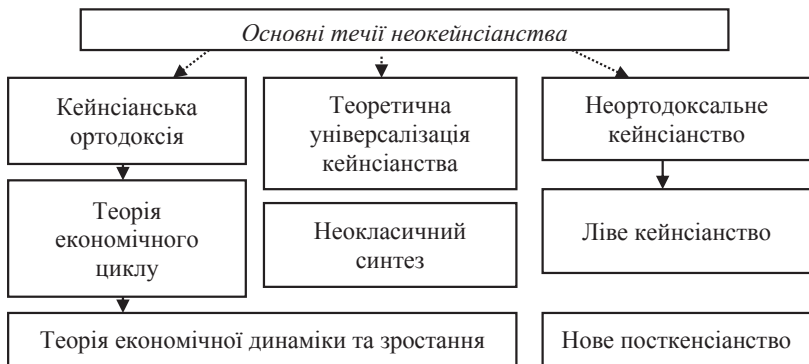 Основні течії неокейнсіанства
Кейнсіанська
ортодоксія
Теоретична
універсалізація
кейнсіанства
Неортодоксальне
кейнсіанство
Теорія
економічного
циклу
Неокласичний
синтез
Ліве кейнсіанство
Теорія економічної динаміки та зростання
Нове посткенсіанство